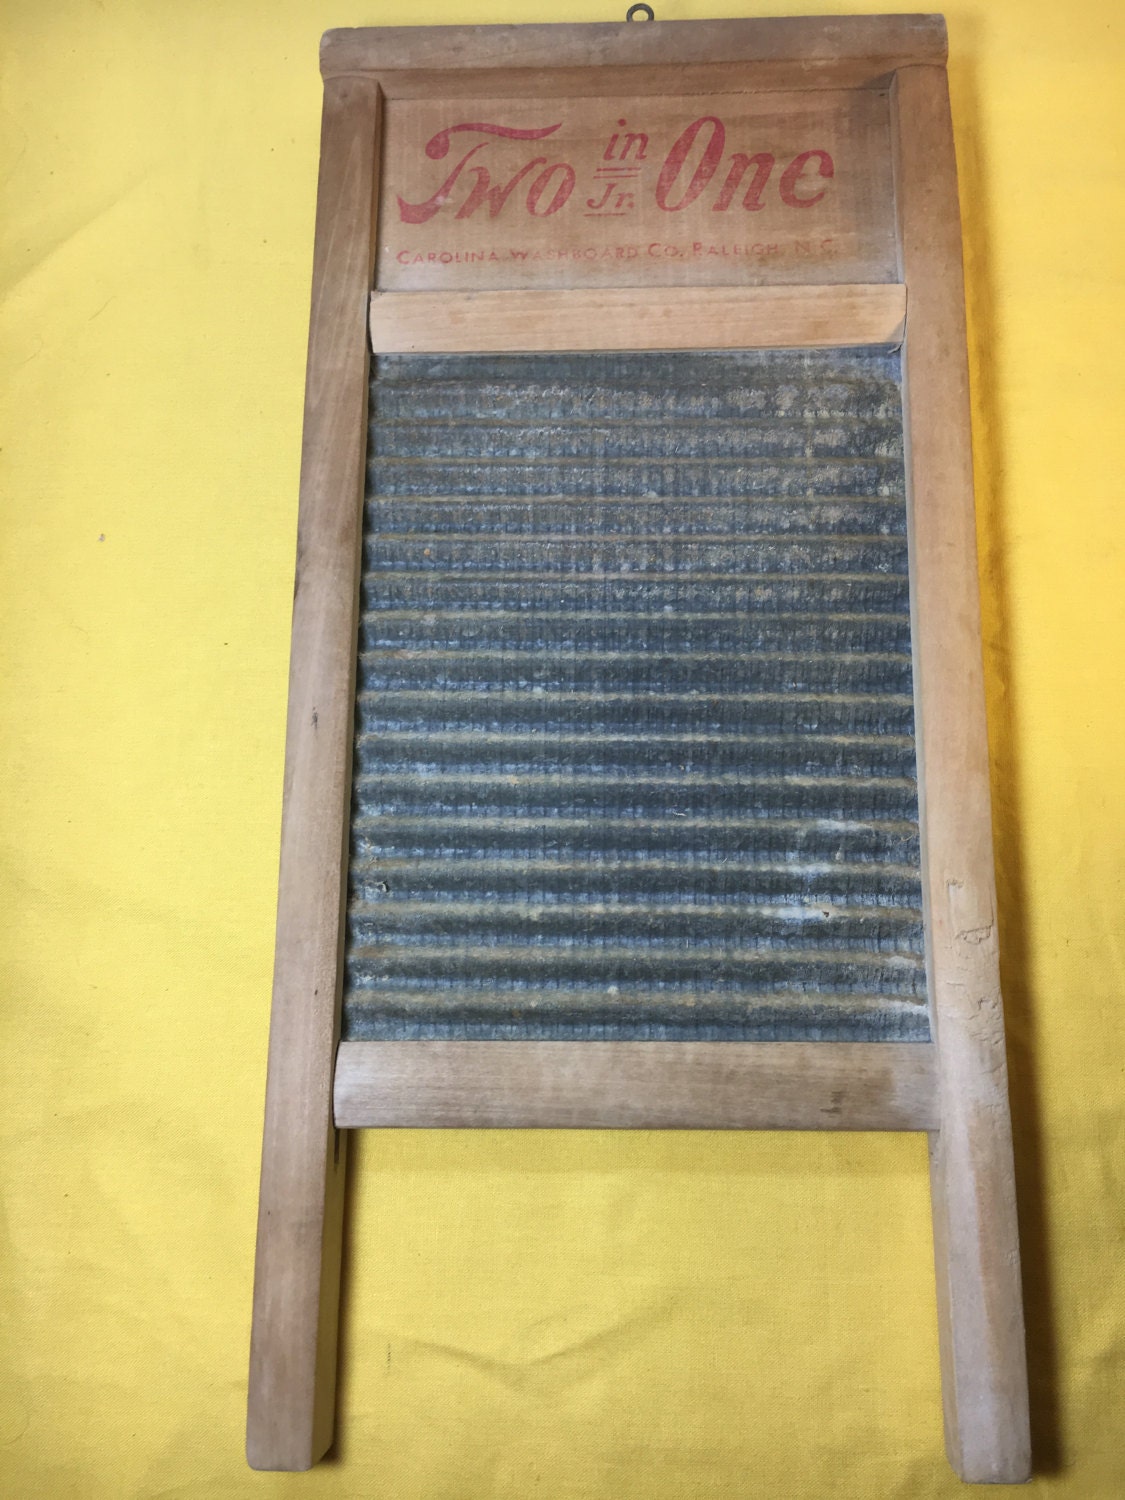 Two in One
Jr.
CAROLINA WASHBOARD CO. RALEIGH, N.C.